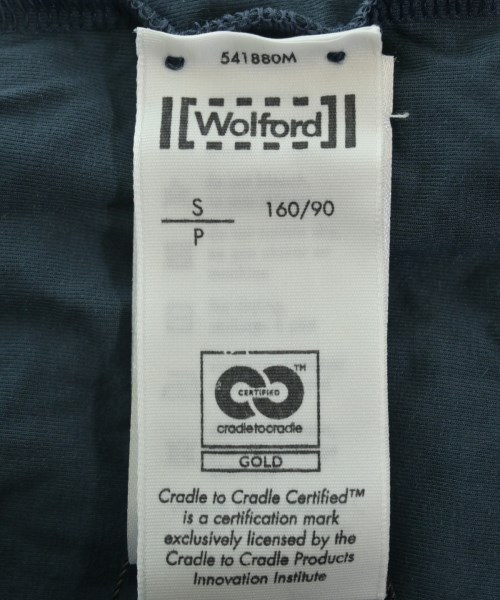 541880M
Wolford
S 160/90
P
CERTIFIED
TM
cradletocradle
GOLD
Cradle to Cradle Certified™
is a certification mark
exclusively licensed by the
Cradle to Cradle Products
Innovation Institute